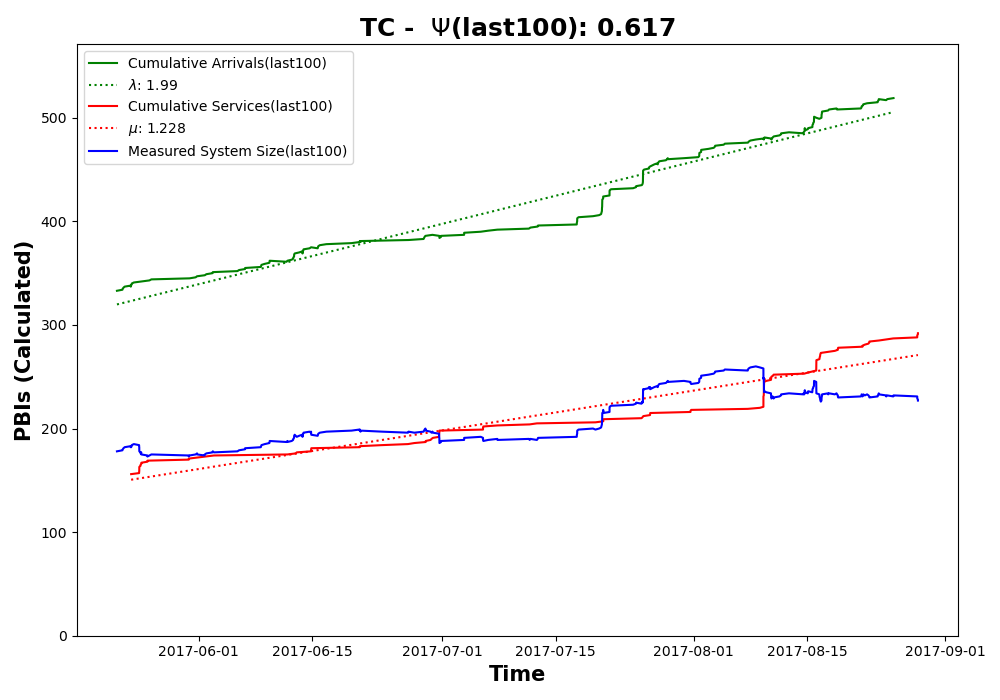 TC -  Ψ(last100): 0.617
Cumulative Arrivals(last100)
λ: 1.99
Cumulative Services(last100)
μ: 1.228
Measured System Size(last100)
PBIs (Calculated)
500
400
300
200
100
0
2017-06-01 2017-06-15 2017-07-01 2017-07-15 2017-08-01 2017-08-15 2017-09-01
Time